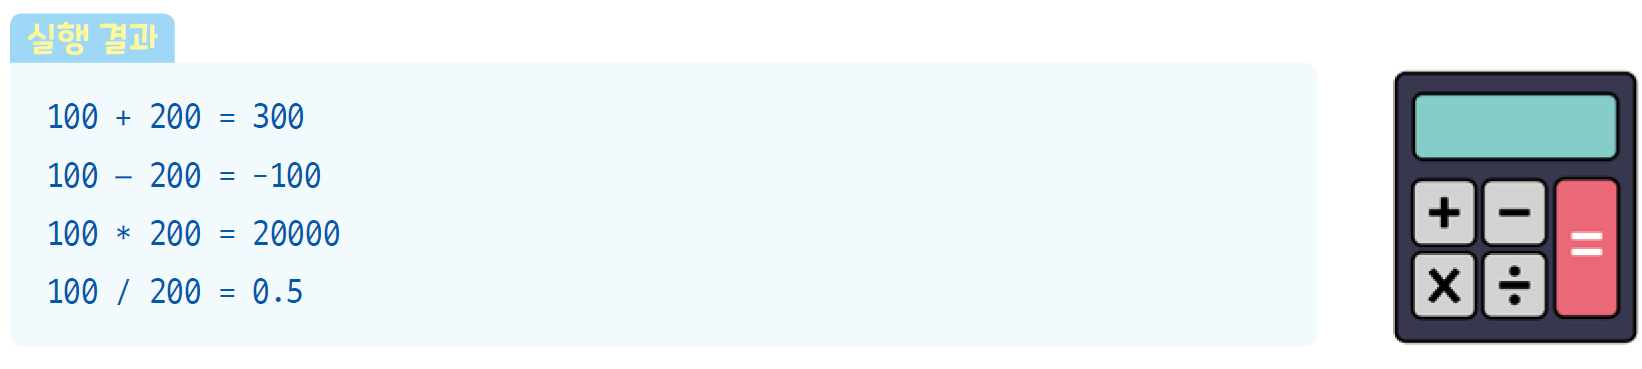 실행 결과
100 + 200 = 300
100 – 200 = -100
100 * 200 = 20000
100 / 200 = 0.5
+ −
=
× ÷